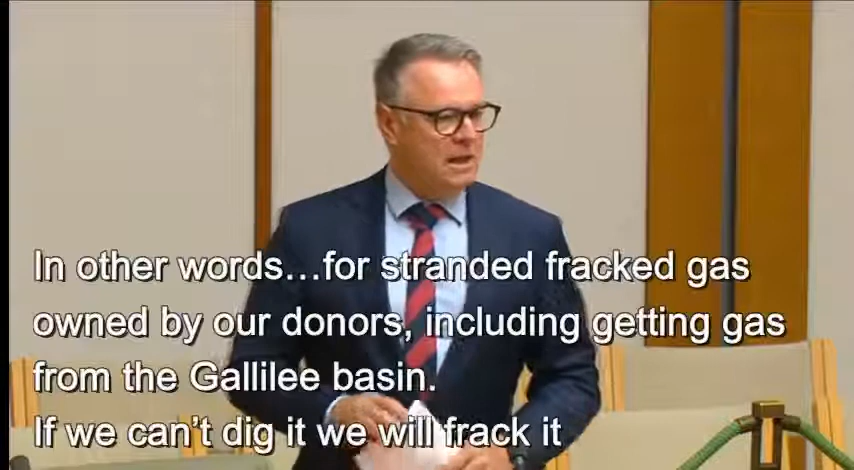 In other words...for stranded fracked gas
owned by our donors, including getting gas
from the Gallilee basin.
If we can't dig it we will frack it